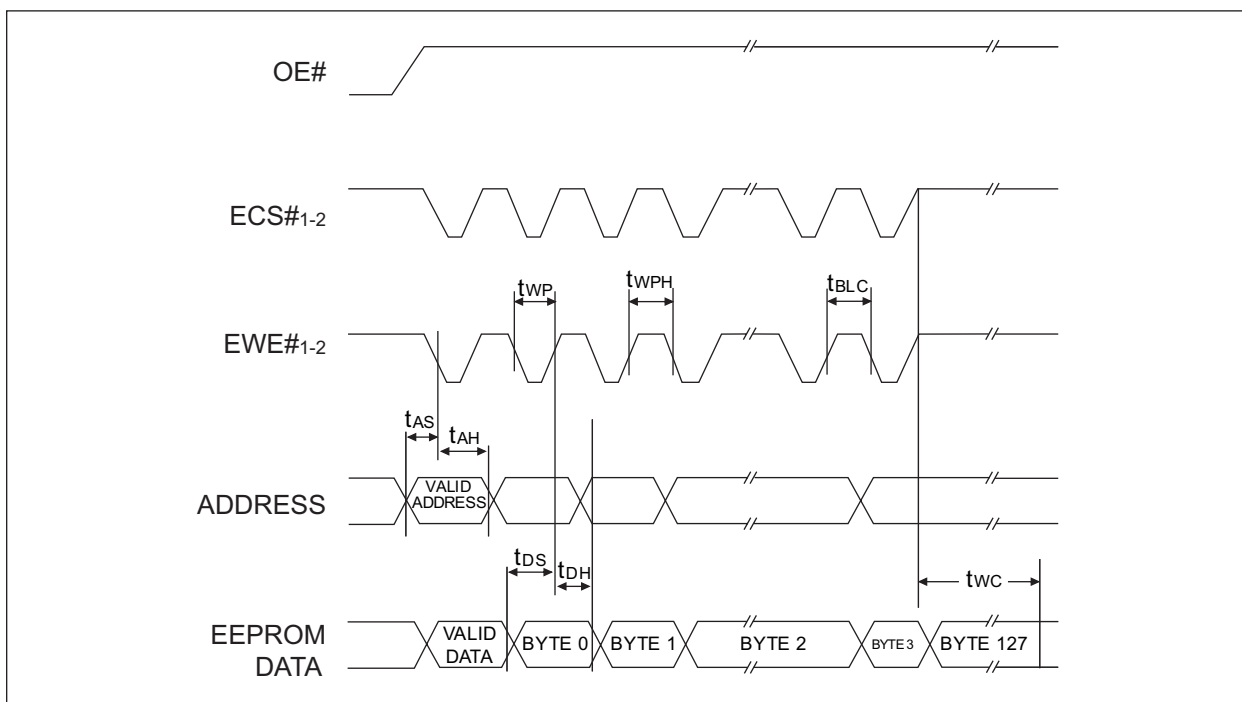 OE#
ECS#1-2
tWP
tWPH
tBLC
EWE#1-2
tAS
tAH
VALID
ADDRESS
ADDRESS
tDS
tDH
tWC
EEPROM
DATA
VALID
DATA
BYTE 0
BYTE 1
BYTE 2
BYTE 3
BYTE 127